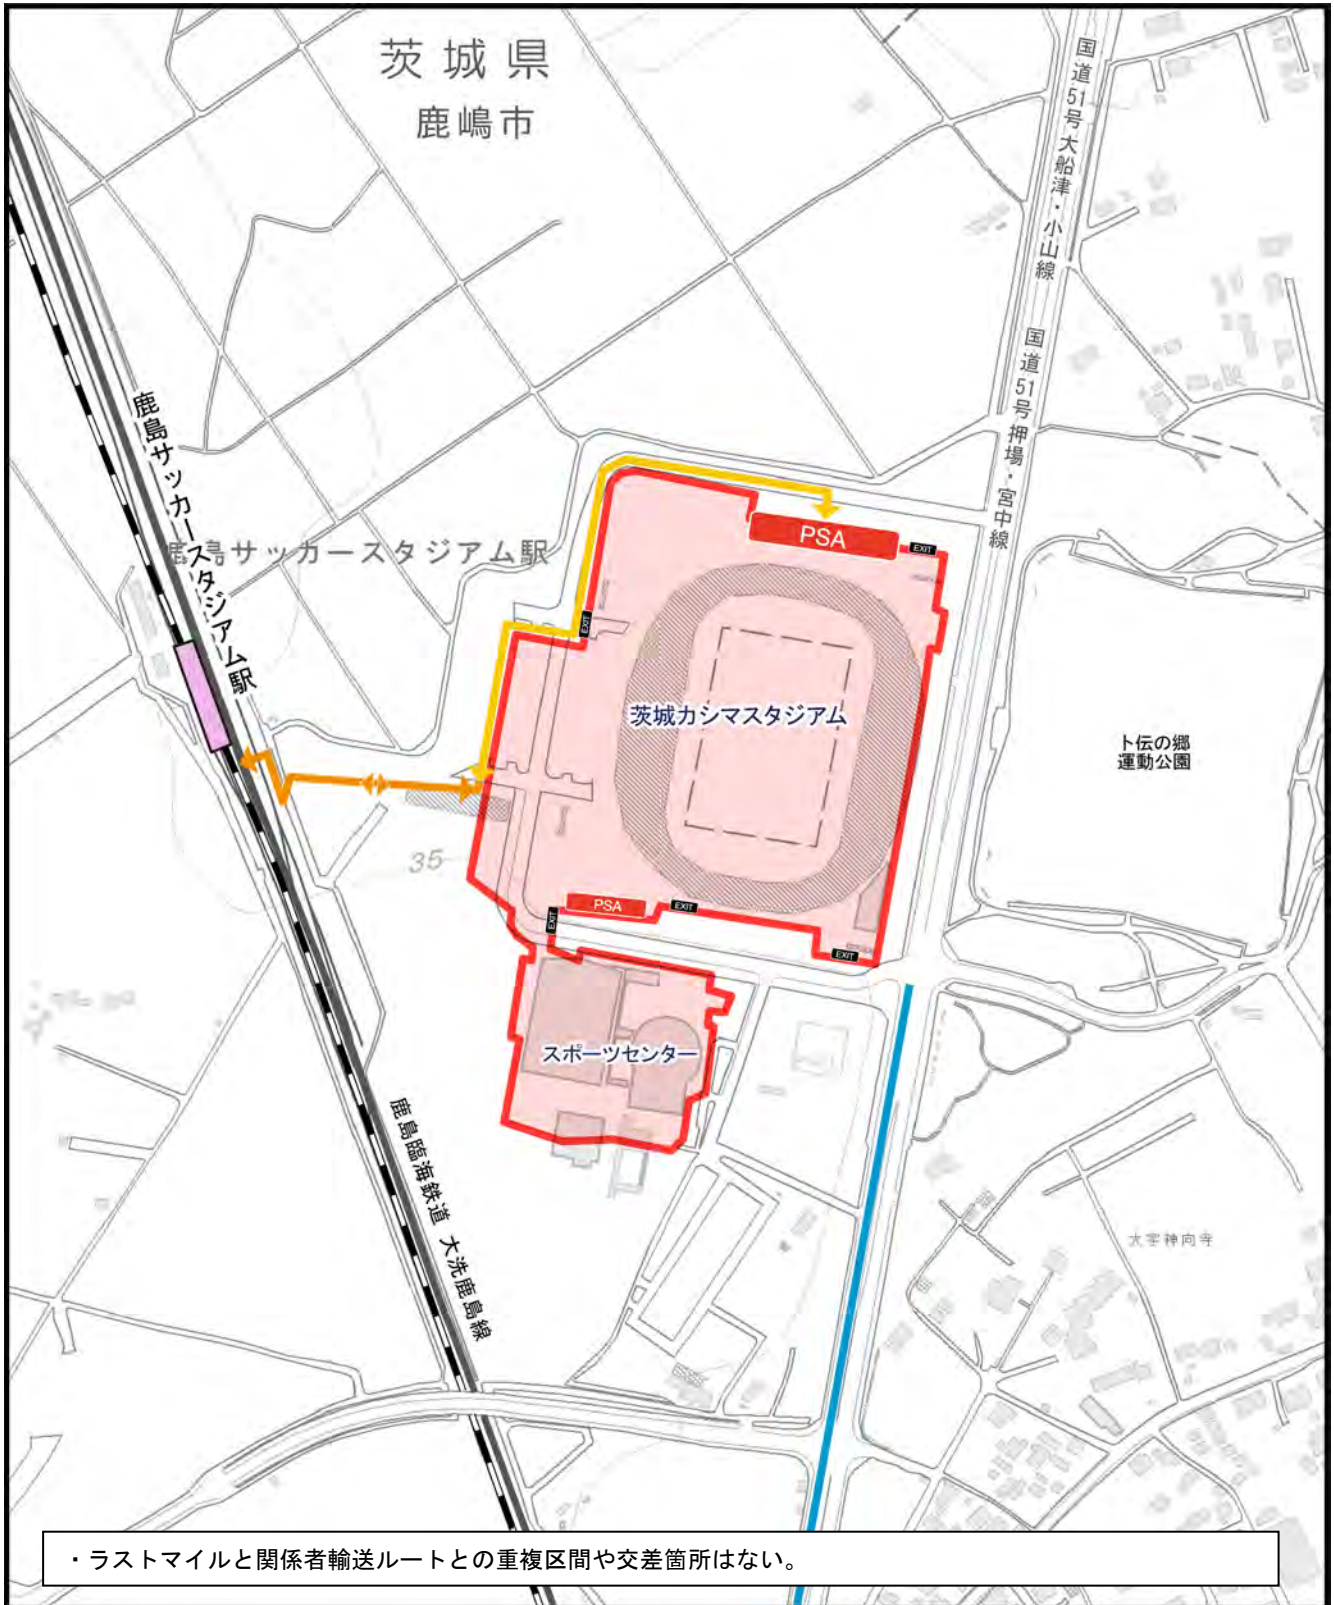 茨城県
鹿嶋市
国道51号大船津・小山線
国道51号押場・宮中線
鹿島サッカースタジアム駅
鹿島サッカースタジアム駅
PSA
EXIT
EXIT
茨城カシマスタジアム
卜伝の郷
運動公園
35
PSA
EXIT
EXIT
EXIT
スポーツセンター
鹿島臨海鉄道 大洗鹿島線
大字神向寺
・ラストマイルと関係者輸送ルートとの重複区間や交差箇所はない。